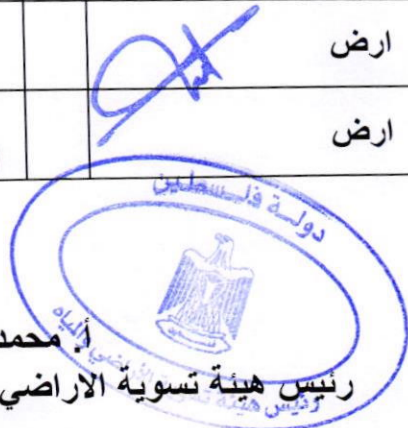 ارض
ارض
دولة فلسطين
أ. محمد
رئيس هيئة تسوية الاراضي